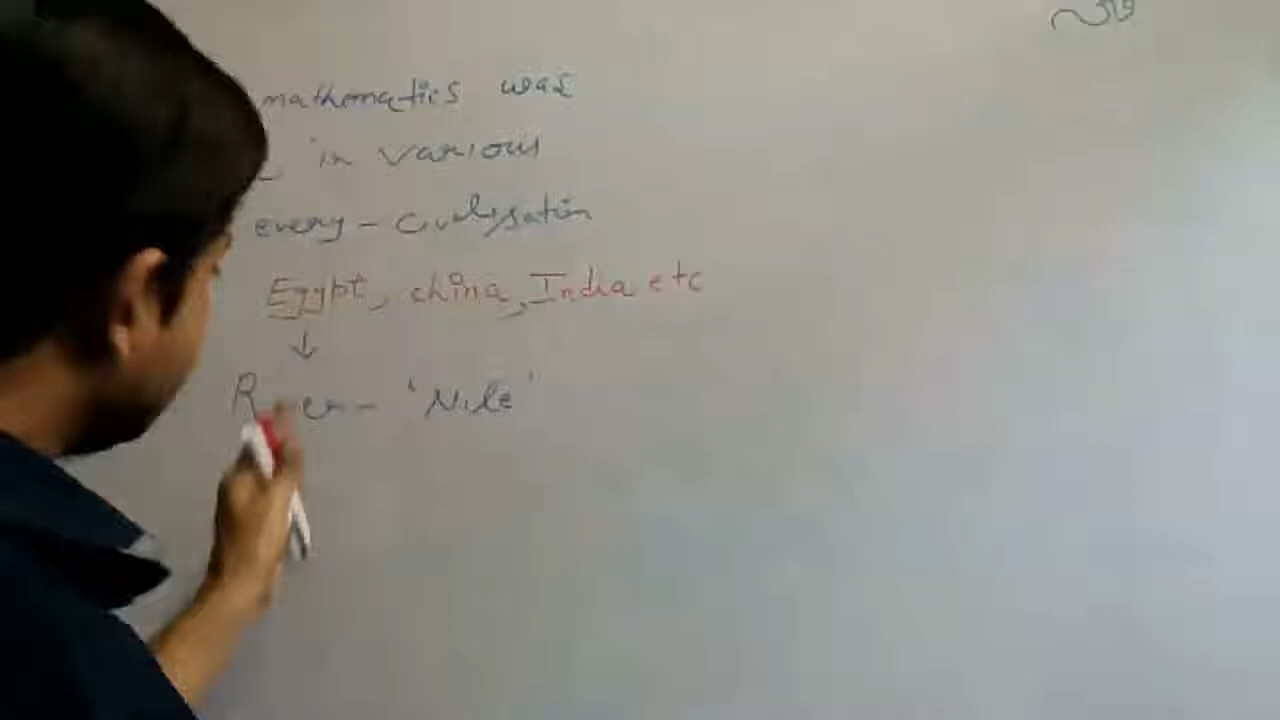 mathematics was
in various
every - Civilisation
Egypt, china, India etc
↓
River - 'Nile'